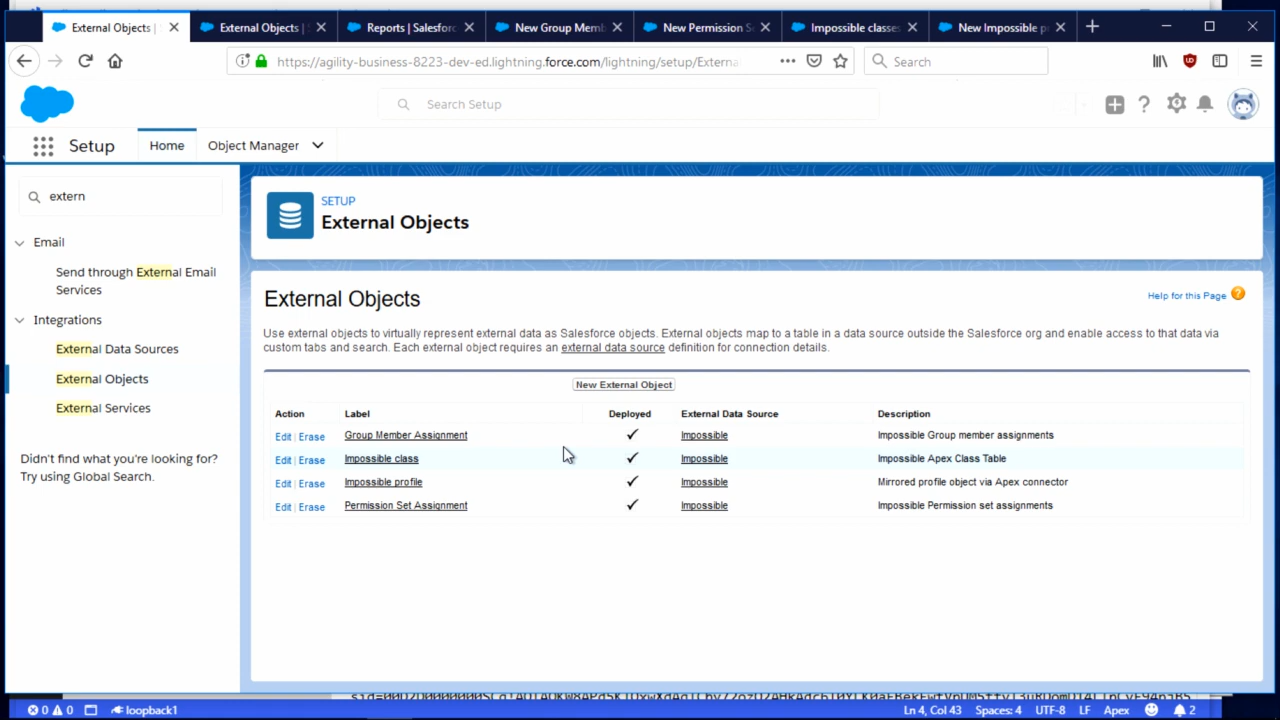 External Objects | S
External Objects | S
Reports | Salesforc
New Group Memb
New Permission Se
Impossible classes
New Impossible pr
https://agility-business-8223-dev-ed.lightning.force.com/lightning/setup/Externa
Search
Search Setup
Setup
Home
Object Manager
extern
Email
Send through External Email
Services
Integrations
External Data Sources
External Objects
External Services
Didn't find what you're looking for?
Try using Global Search.
SETUP
External Objects
External Objects
Help for this Page
Use external objects to virtually represent external data as Salesforce objects. External objects map to a table in a data source outside the Salesforce org and enable access to that data via
custom tabs and search. Each external object requires an external data source definition for connection details.
New External Object
Action Label Deployed External Data Source Description
Edit | Erase Group Member Assignment ✓ Impossible Impossible Group member assignments
Edit | Erase Impossible class ✓ Impossible Impossible Apex Class Table
Edit | Erase Impossible profile ✓ Impossible Mirrored profile object via Apex connector
Edit | Erase Permission Set Assignment ✓ Impossible Impossible Permission set assignments
0 0 loopback1 Ln 4, Col 43 Spaces: 4 UTF-8 LF Apex 2